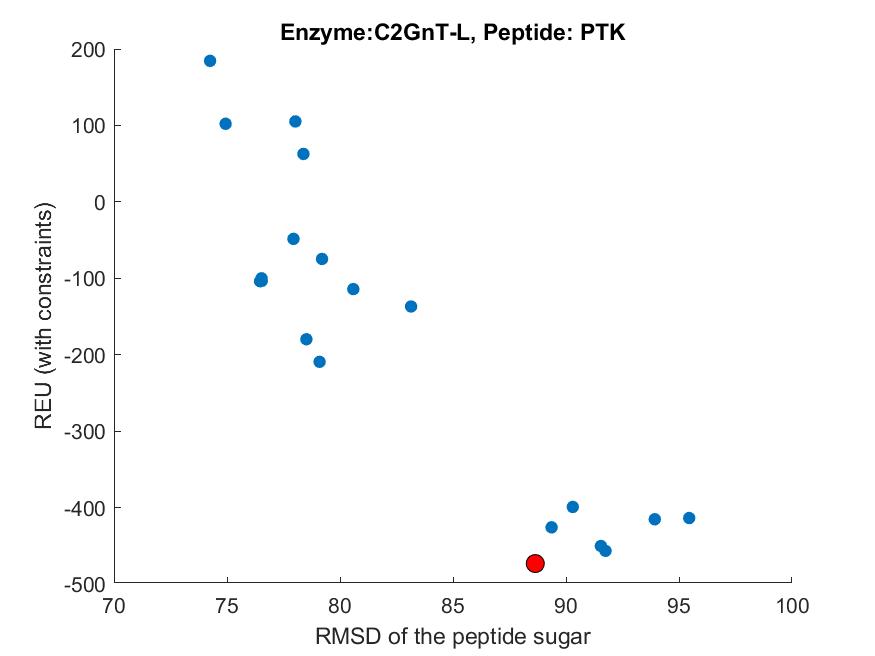 Enzyme:C2GnT-L, Peptide: PTK
200
100
0
-100
-200
-300
-400
-500
REU (with constraints)
70 75 80 85 90 95 100
RMSD of the peptide sugar